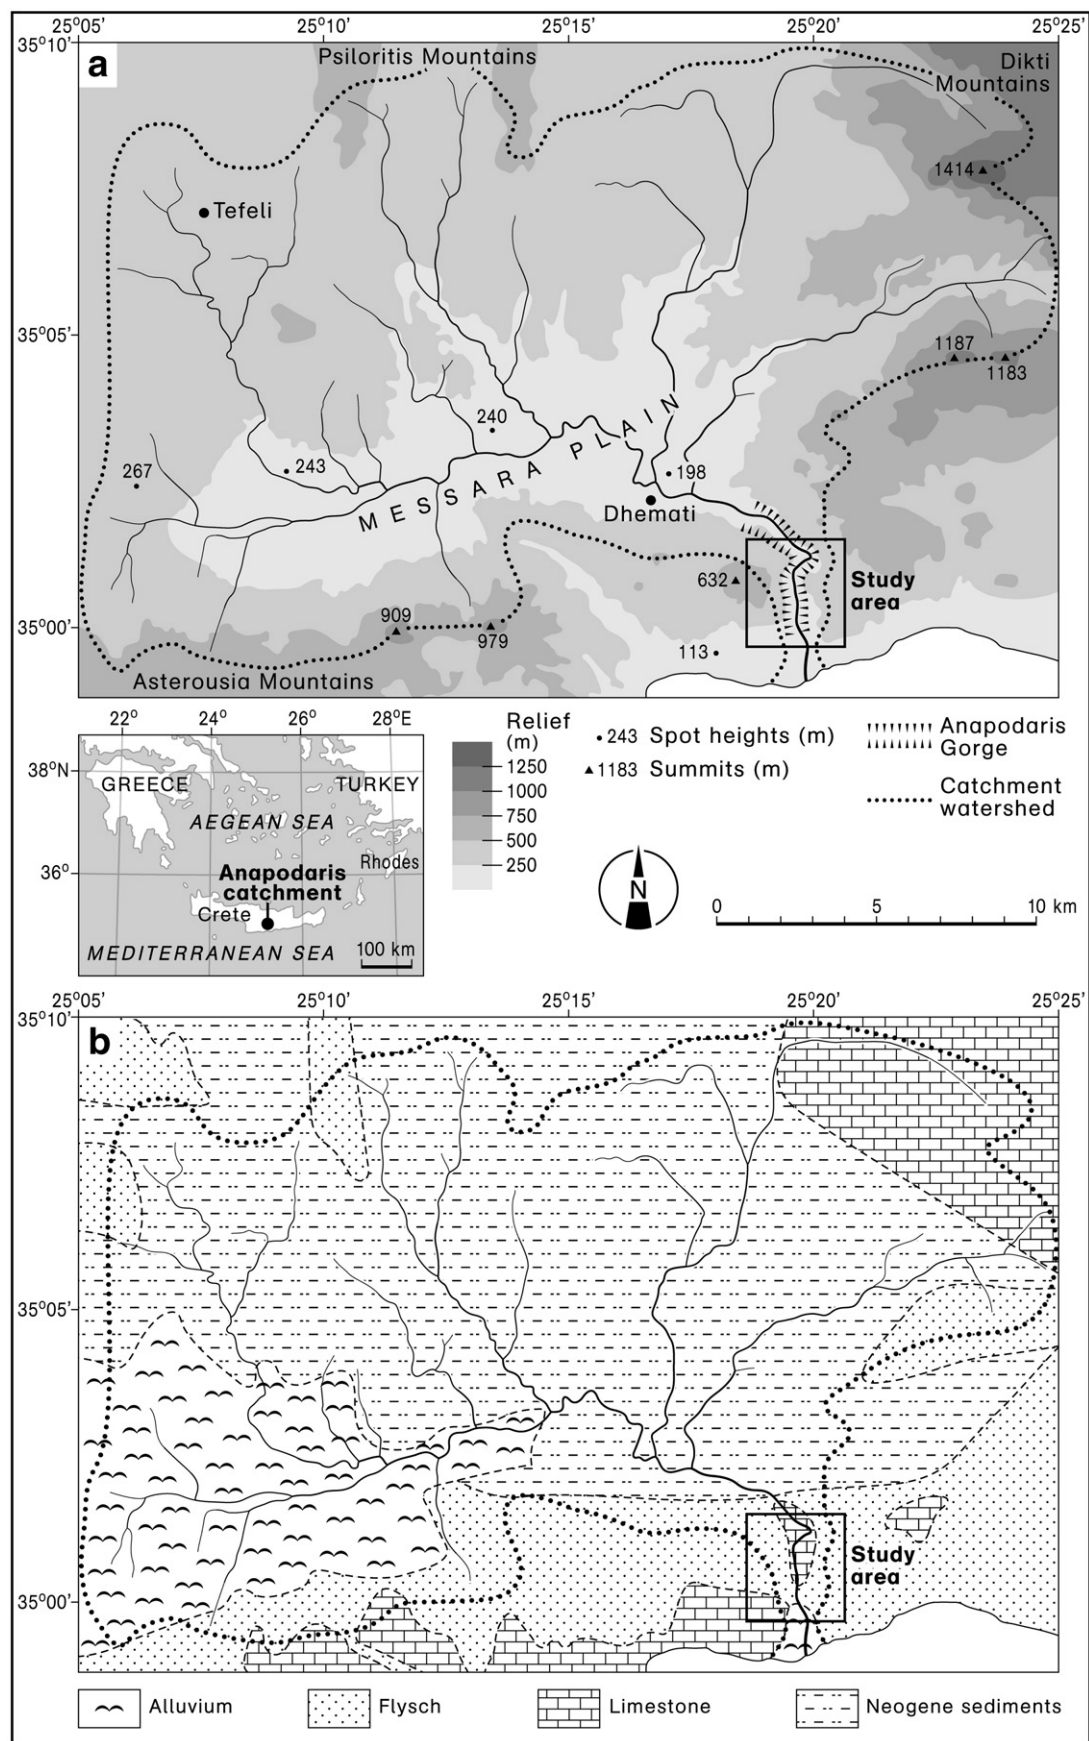 25°05’ 25°10’ 25°15’ 25°20’ 25°25’
35°10’
a
Psiloritis Mountains
Dikti
Mountains
1414
Tefeli
35°05’
1187
1183
240
243
267
MESSARA PLAIN
198
Dhemati
632
Study
area
909
979
35°00’
113
Asterousia Mountains
22° 24° 26° 28°E
38°N
GREECE
TURKEY
AEGEAN SEA
36°
Rhodes
Anapodaris
catchment
Crete
MEDITERRANEAN SEA
100 km
Relief
(m)
1250
1000
750
500
250
243 Spot heights (m)
1183 Summits (m)
Anapodaris
Gorge
Catchment
watershed
N
0 5 10 km
25°05’ 25°10’ 25°15’ 25°20’ 25°25’
35°10’
b
35°05’
Study
area
35°00’
Alluvium Flysch Limestone Neogene sediments